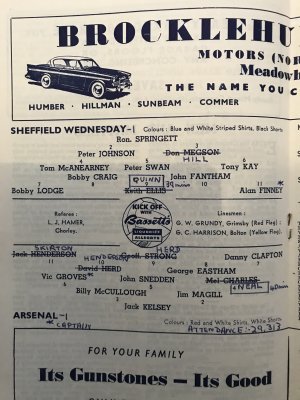 BROCKLEHU
MOTORS (NOR
Meadow
THE NAME YOU C
HUMBER · HILLMAN · SUNBEAM · COMMER
SHEFFIELD WEDNESDAY—1 Colours : Blue and White Striped Shirts, Black Shorts
Ron. SPRINGETT
Peter JOHNSON Don MEGSON
HILL
Tom McANEARNEY Peter SWAN Tony KAY
Bobby CRAIG QUINN John FANTHAM
Bobby LODGE Keith ELLIS Alan FINNEY
Referee :
L. J. HAMER,
Chorley.
KICK OFF
WITH
Bassetts
LIQUORICE
ALLSORTS
Linesmen :
G. W. GRUNDY, Grimsby (Red Flag) :
G. C. HARRISON, Bolton (Yellow Flag).
SKIRTON HERD
Jack HENDERSON HENDERSON Geoff STRONG Danny CLAPTON
David HERD George EASTHAM
Vic GROVES John SNEDDEN Mel CHARLES
NEAL
Billy McCULLOUGH Jim MAGILL
Jack KELSEY
ARSENAL—1 Colours : Red and White Shirts, White Shorts
CAPTAIN ATTENDANCE :- 29,313
FOR YOUR FAMILY
Its Gunstones — Its Good